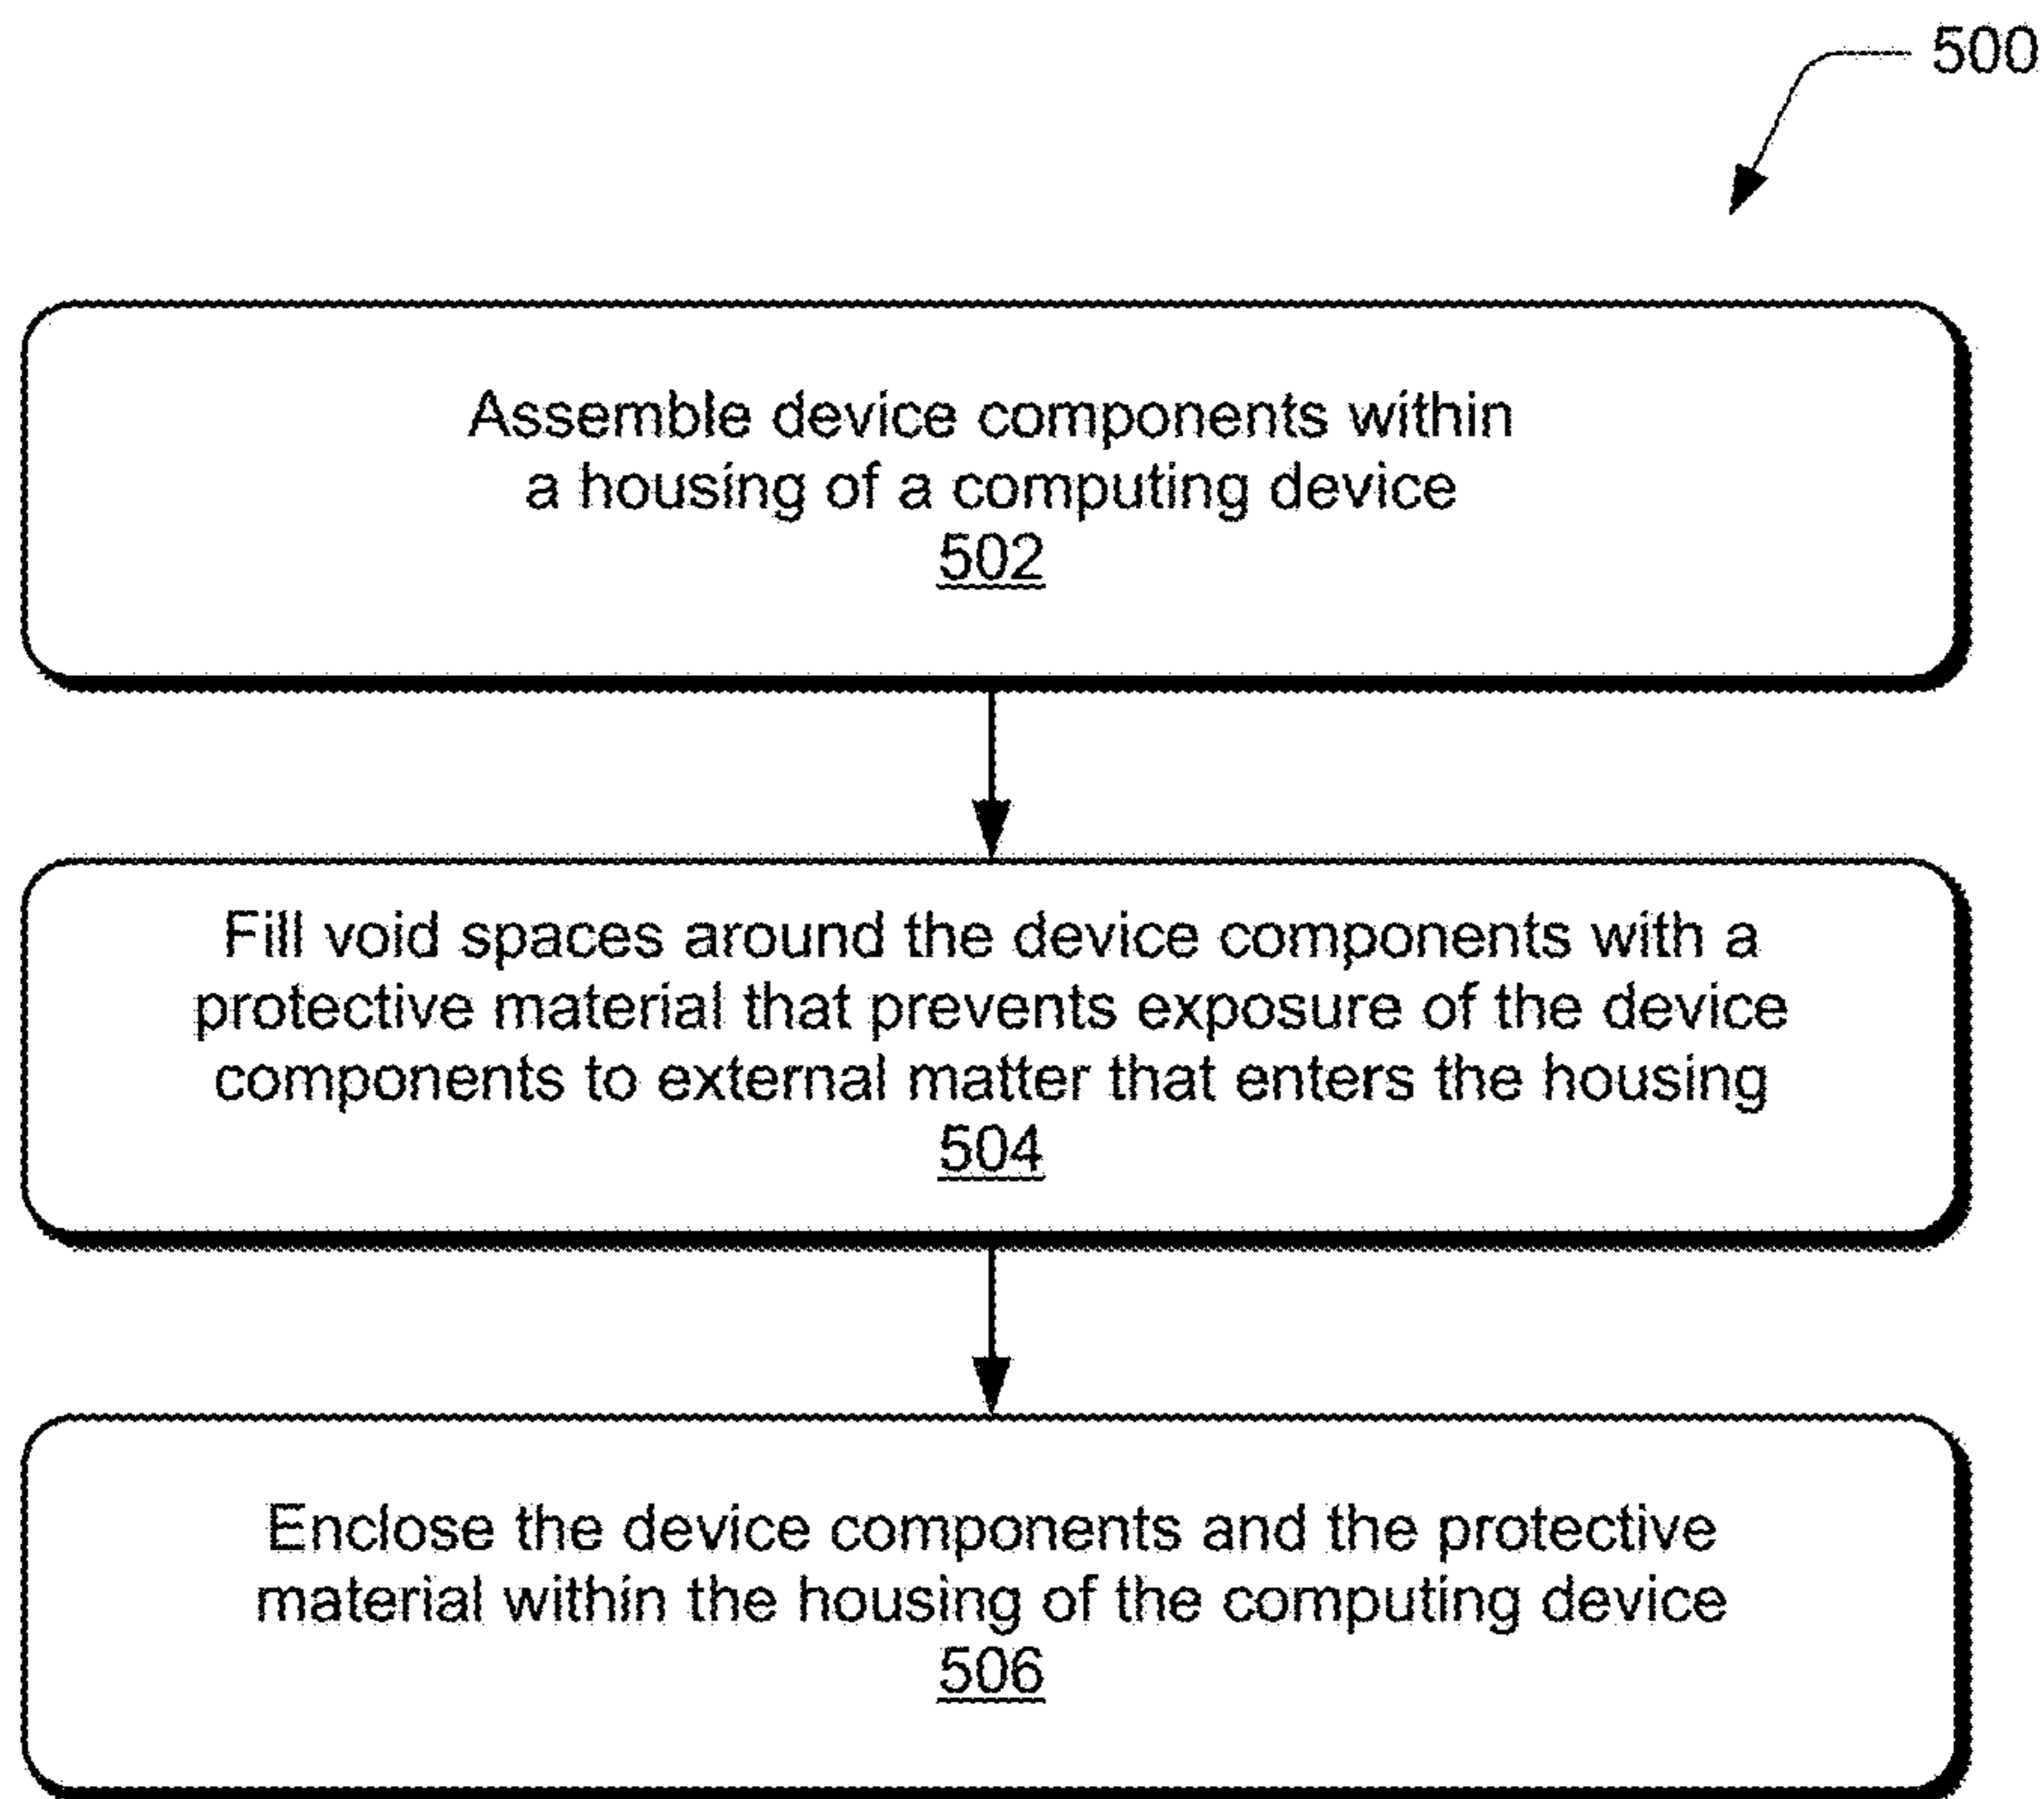 500
Assemble device components within
a housing of a computing device
502
Fill void spaces around the device components with a
protective material that prevents exposure of the device
components to external matter that enters the housing
504
Enclose the device components and the protective
material within the housing of the computing device
506